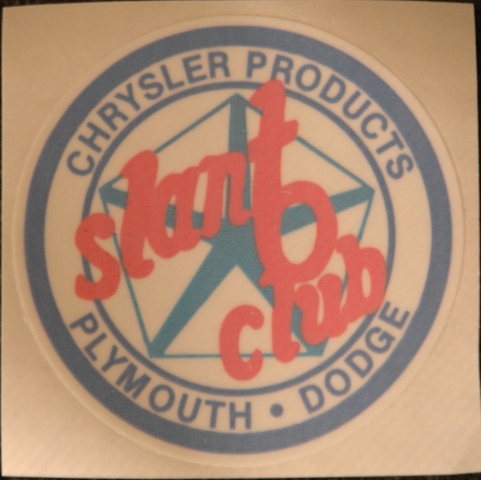 CHRYSLER PRODUCTS
slant 6
club
PLYMOUTH • DODGE